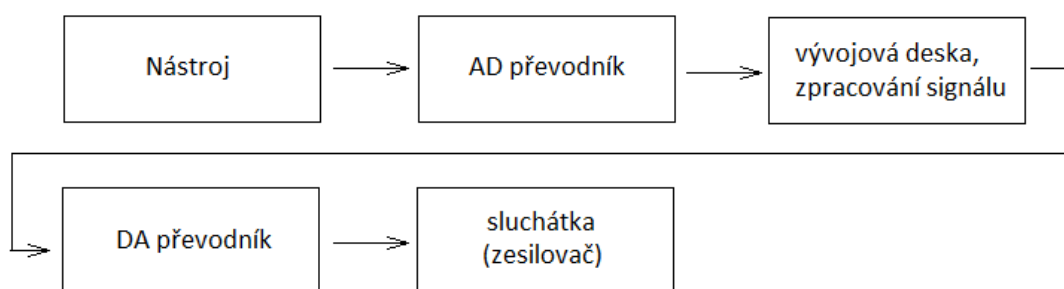 Nástroj
AD převodník
vývojová deska,
zpracování signálu
DA převodník
sluchátka
(zesilovač)